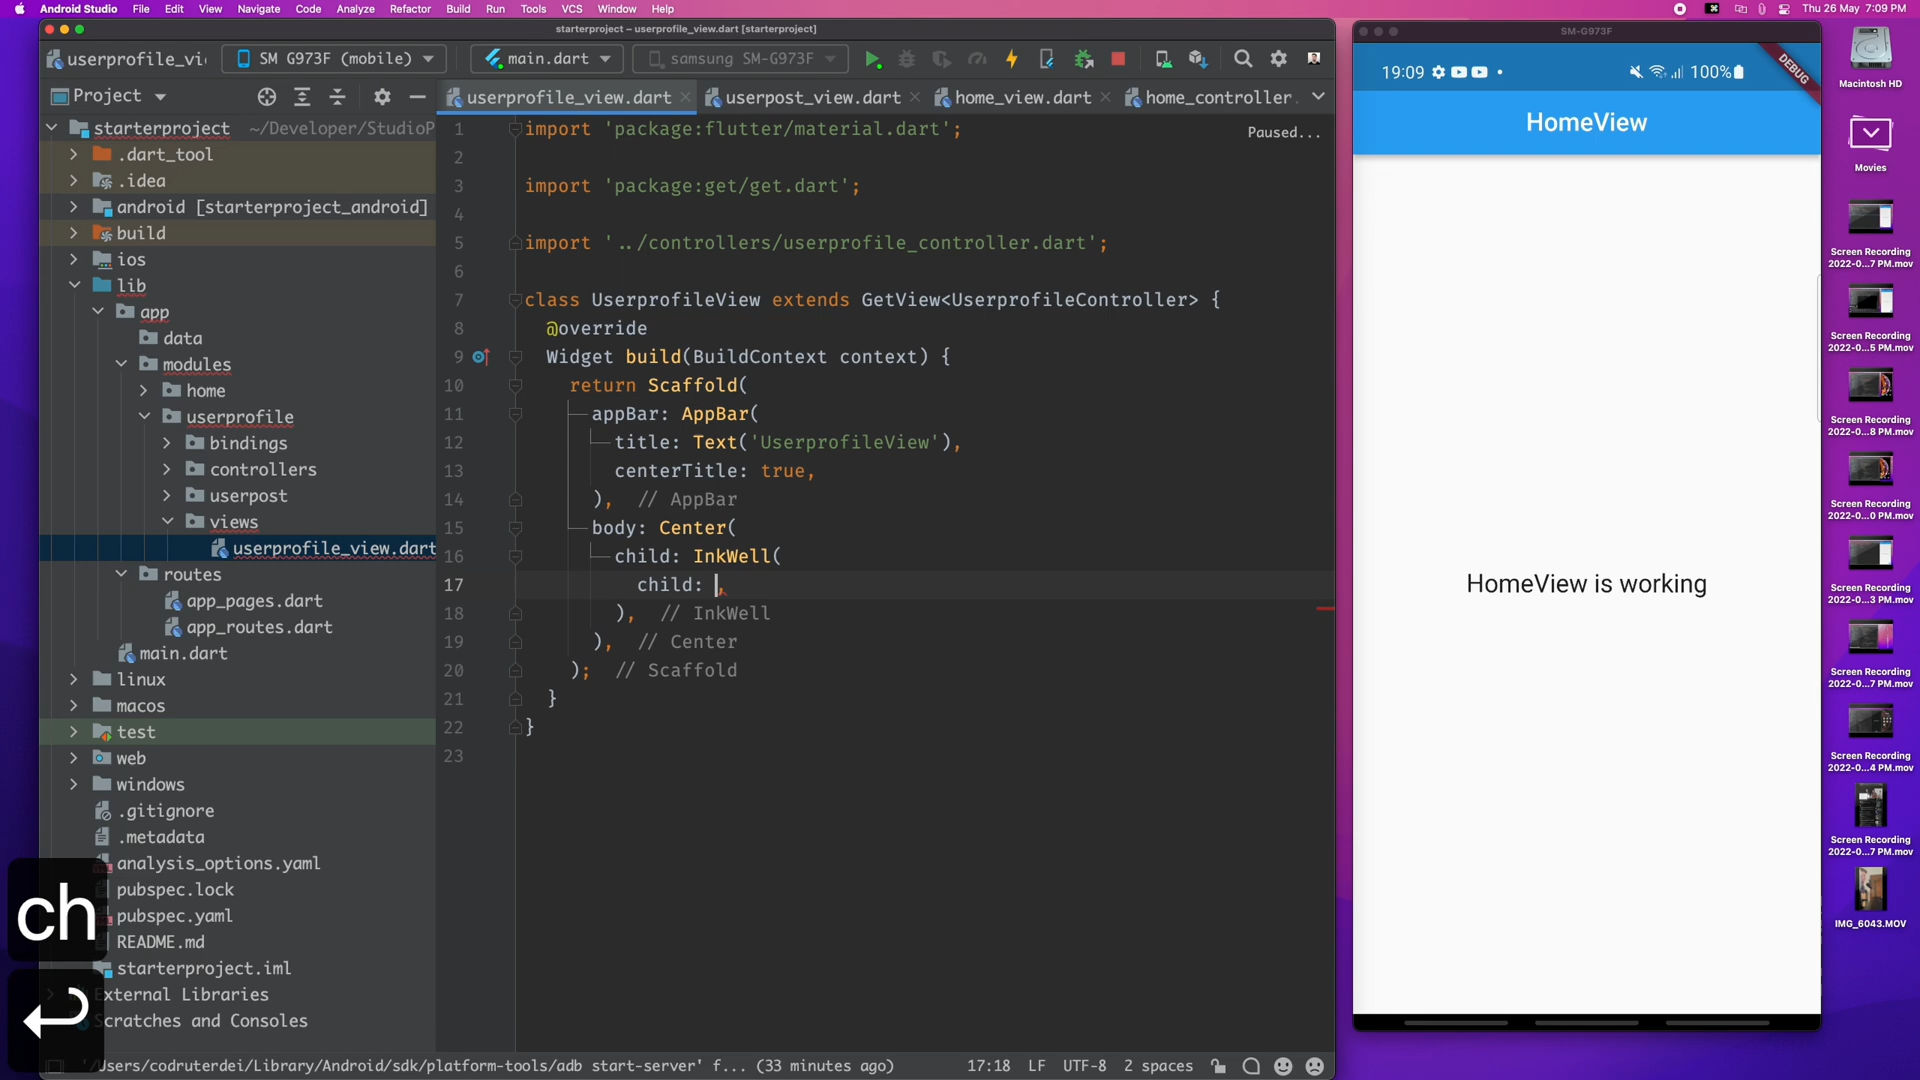 Android Studio File Edit View Navigate Code Analyze Refactor Build Run Tools VCS Window Help Thu 26 May 7:09 PM
starterproject – userprofile_view.dart [starterproject]
userprofile_vi SM G973F (mobile) main.dart samsung SM-G973F
Project
userprofile_view.dart userpost_view.dart home_view.dart home_controller.
starterproject ~/Developer/StudioP
.dart_tool
.idea
android [starterproject_android]
build
ios
lib
app
data
modules
home
userprofile
bindings
controllers
userpost
views
userprofile_view.dart
routes
app_pages.dart
app_routes.dart
main.dart
linux
macos
test
web
windows
.gitignore
.metadata
analysis_options.yaml
pubspec.lock
pubspec.yaml
README.md
starterproject.iml
External Libraries
Scratches and Consoles
ch
Paused...
1 import 'package:flutter/material.dart';
2
3 import 'package:get/get.dart';
4
5 import '../controllers/userprofile_controller.dart';
6
7 class UserprofileView extends GetView<UserprofileController> {
8 @override
9 Widget build(BuildContext context) {
10 return Scaffold(
11 appBar: AppBar(
12 title: Text('UserprofileView'),
13 centerTitle: true,
14 ), // AppBar
15 body: Center(
16 child: InkWell(
17 child: ,
18 ), // InkWell
19 ), // Center
20 ); // Scaffold
21 }
22 }
23
'/Users/codruterdei/Library/Android/sdk/platform-tools/adb start-server' f... (33 minutes ago) 17:18 LF UTF-8 2 spaces
SM-G973F
19:09 100%
DEBUG
HomeView
HomeView is working
Macintosh HD
Movies
Screen Recording
2022-0...7 PM.mov
Screen Recording
2022-0...5 PM.mov
Screen Recording
2022-0...8 PM.mov
Screen Recording
2022-0...0 PM.mov
Screen Recording
2022-0...3 PM.mov
Screen Recording
2022-0...7 PM.mov
Screen Recording
2022-0...4 PM.mov
Screen Recording
2022-0...7 PM.mov
IMG_6043.MOV